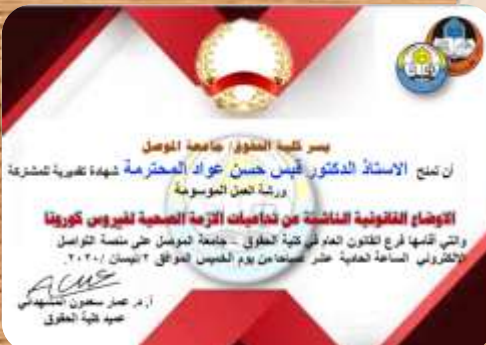 يسر كلية الحقوق/ جامعة الموصل
أن تمنح الاستاذ الدكتور قيس حسن عواد المحترمة شهادة تقديرية للمشاركة
ورشة العمل الموسومة
الاوضاع القانونية الناشئة عن تداعيات الازمة الصحية لفيروس كورونا
والتي أقامها فرع القانون العام في كلية الحقوق - جامعة الموصل على منصة التواصل
الالكتروني الساعة الحادية عشر صباحا من يوم الخميس الموافق ٢/نيسان /٢٠٢٠.
أ.د. عمار سعدون المشهداني
عميد كلية الحقوق